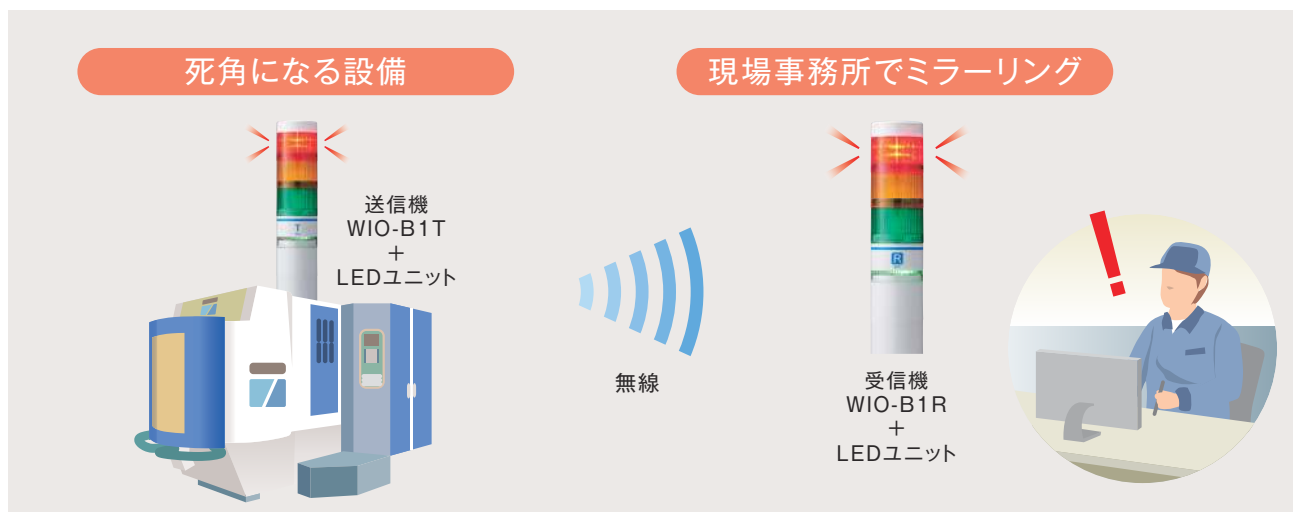 死角になる設備
現場事務所でミラーリング
送信機
WIO-B1T
+
LEDユニット
T
無線
R
受信機
WIO-B1R
+
LEDユニット
!